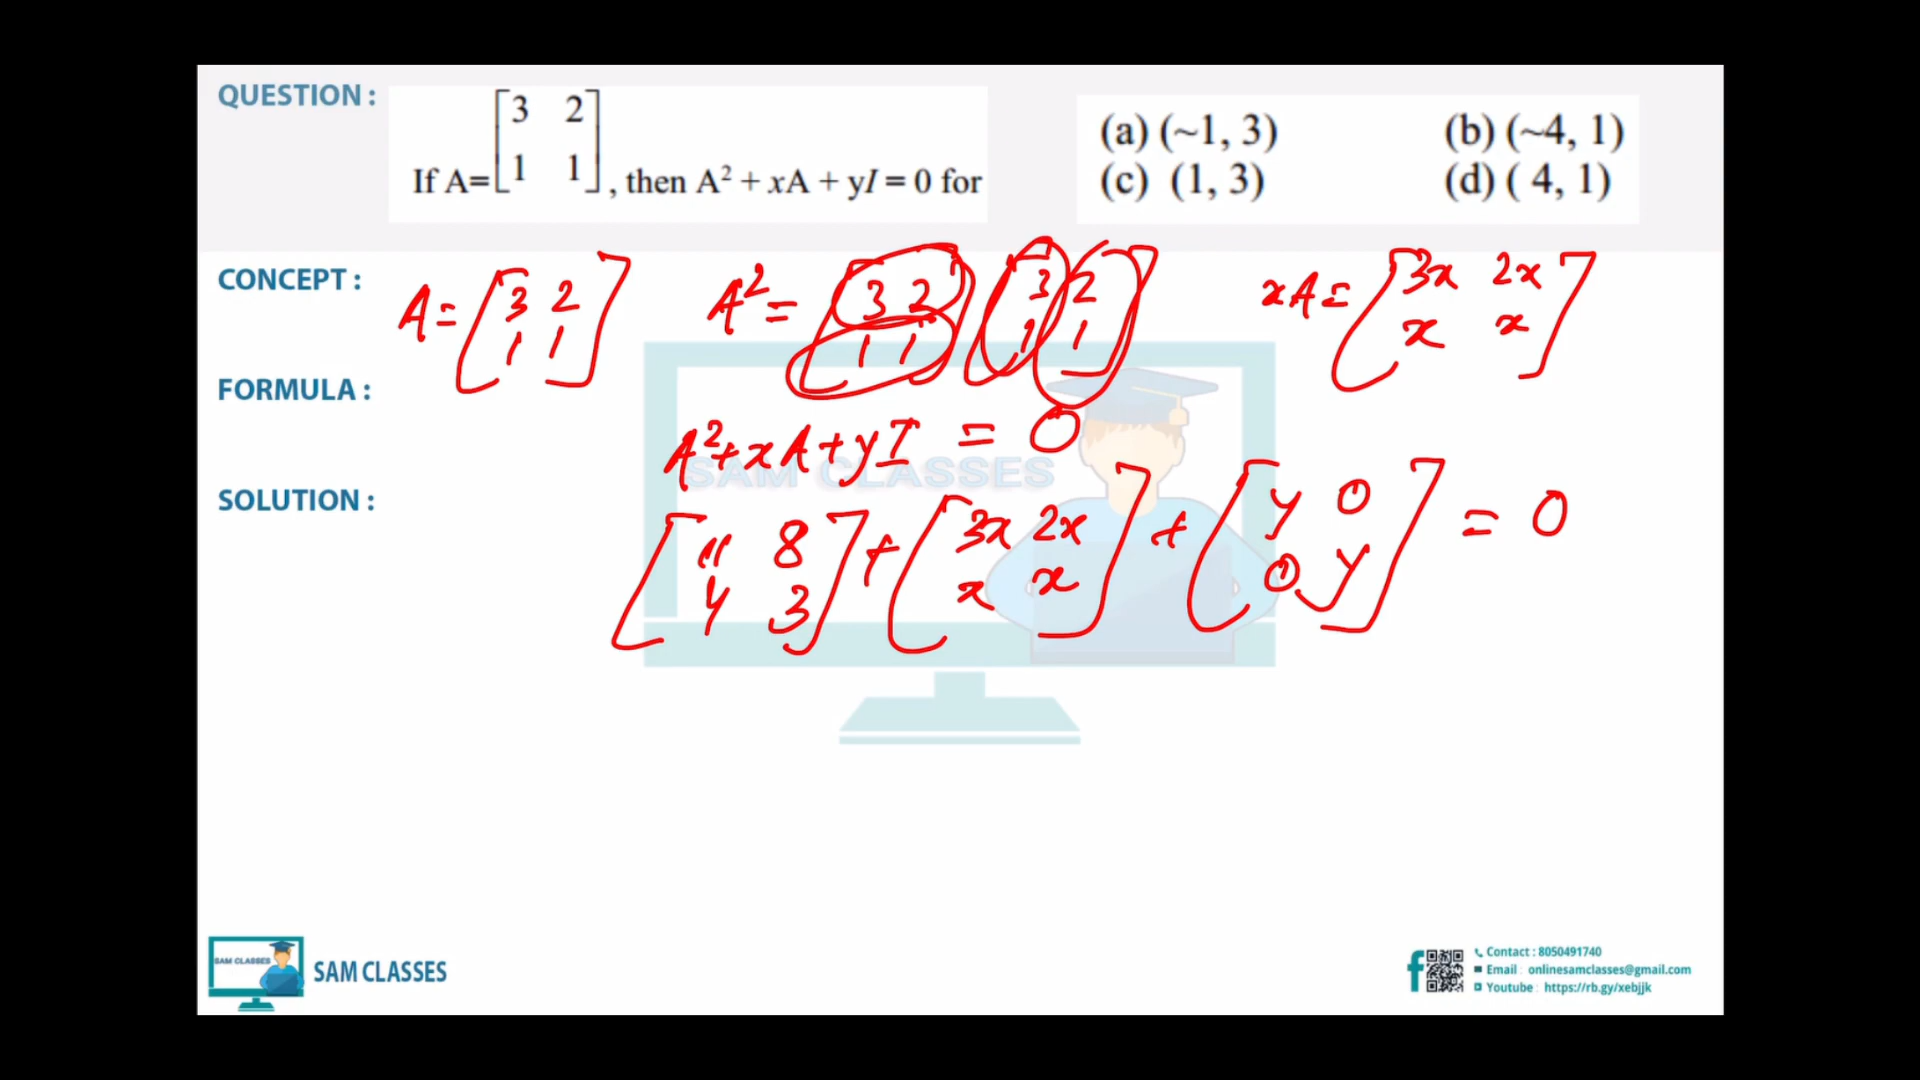 QUESTION :
If A= [3 2
1 1] , then A² + xA + yI = 0 for
(a) (~1, 3) (b) (~4, 1)
(c) (1, 3) (d) ( 4, 1)
CONCEPT :
A = [3 2 A² = [3 2 [3 2 xA = [3x 2x
1 1] 1 1] 1 1] x x]
FORMULA :
A²+xA+yI = 0
SAM CLASSES
SOLUTION :
[11 8 + [3x 2x + [y 0 = 0
4 3] x x] 0 y]
SAM CLASSES
SAM CLASSES
Contact : 8050491740
Email : onlinesamclasses@gmail.com
Youtube : https://rb.gy/xebjjk